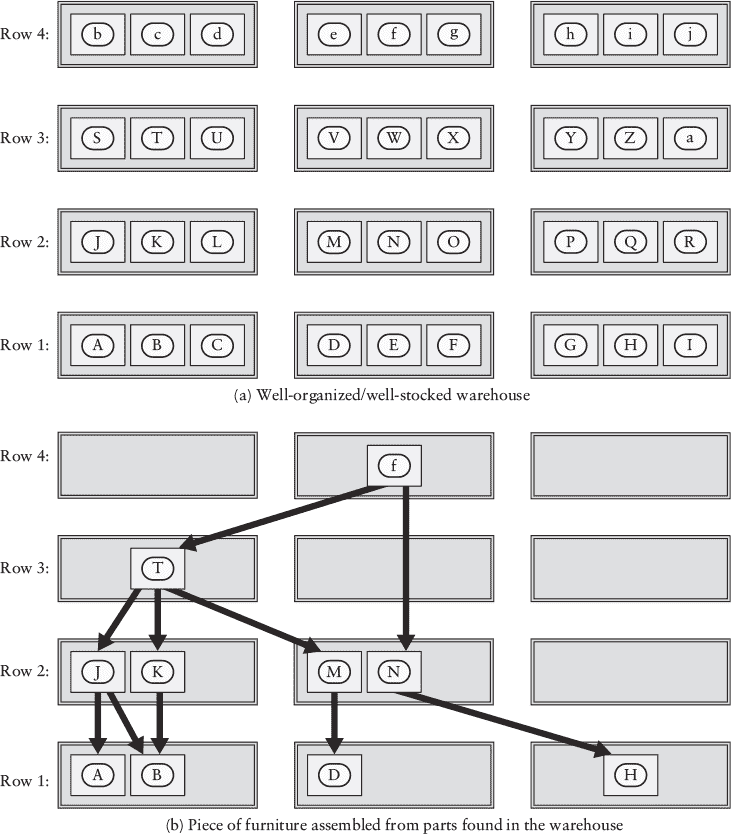 Row 4: b c d e f g h i j
Row 3: S T U V W X Y Z a
Row 2: J K L M N O P Q R
Row 1: A B C D E F G H I
(a) Well-organized/well-stocked warehouse
Row 4: f
Row 3: T
Row 2: J K M N
Row 1: A B D H
(b) Piece of furniture assembled from parts found in the warehouse